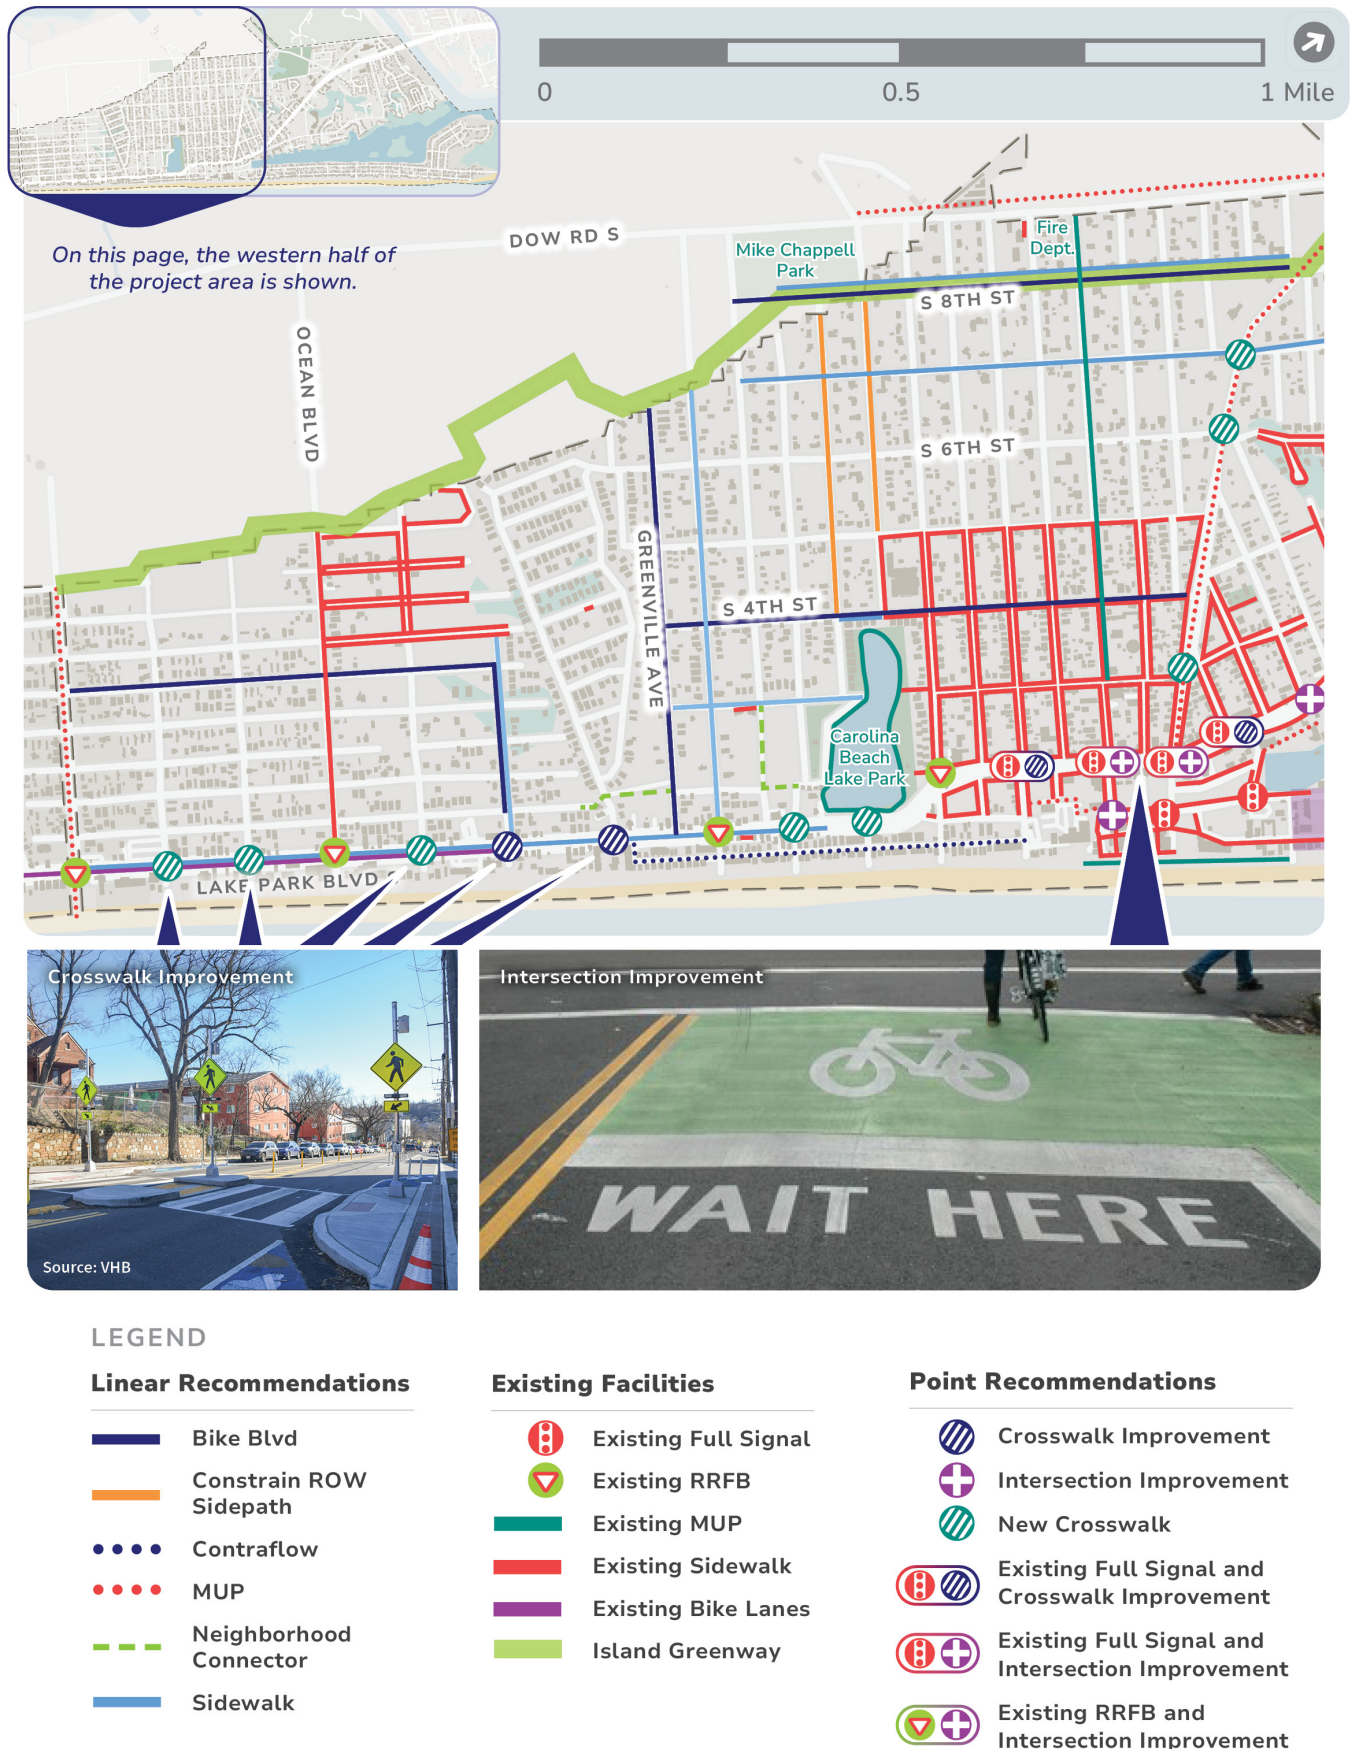 0 0.5 1 Mile
On this page, the western half of
the project area is shown.
DOW RD S
Mike Chappell
Park
Fire
Dept.
S 8TH ST
OCEAN BLVD
S 6TH ST
GREENVILLE AVE
S 4TH ST
Carolina
Beach
Lake Park
LAKE PARK BLVD S
Crosswalk Improvement
Source: VHB
Intersection Improvement
WAIT HERE
LEGEND
Linear Recommendations
Bike Blvd
Constrain ROW
Sidepath
Contraflow
MUP
Neighborhood
Connector
Sidewalk
Existing Facilities
Existing Full Signal
Existing RRFB
Existing MUP
Existing Sidewalk
Existing Bike Lanes
Island Greenway
Point Recommendations
Crosswalk Improvement
Intersection Improvement
New Crosswalk
Existing Full Signal and
Crosswalk Improvement
Existing Full Signal and
Intersection Improvement
Existing RRFB and
Intersection Improvement